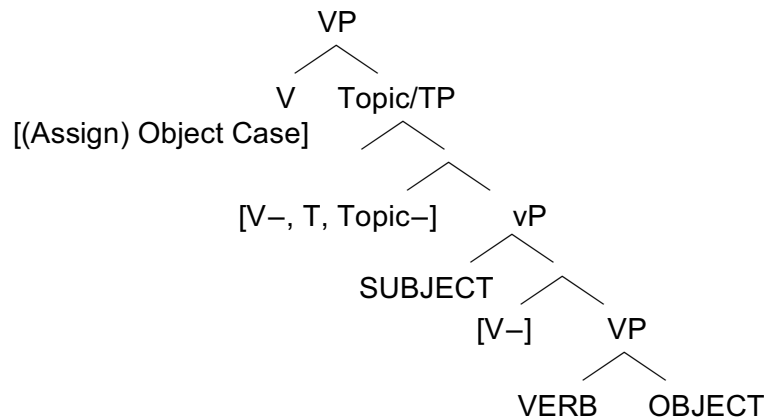 VP
V Topic/TP
[(Assign) Object Case]
[V–, T, Topic–] vP
SUBJECT
[V–] VP
VERB OBJECT